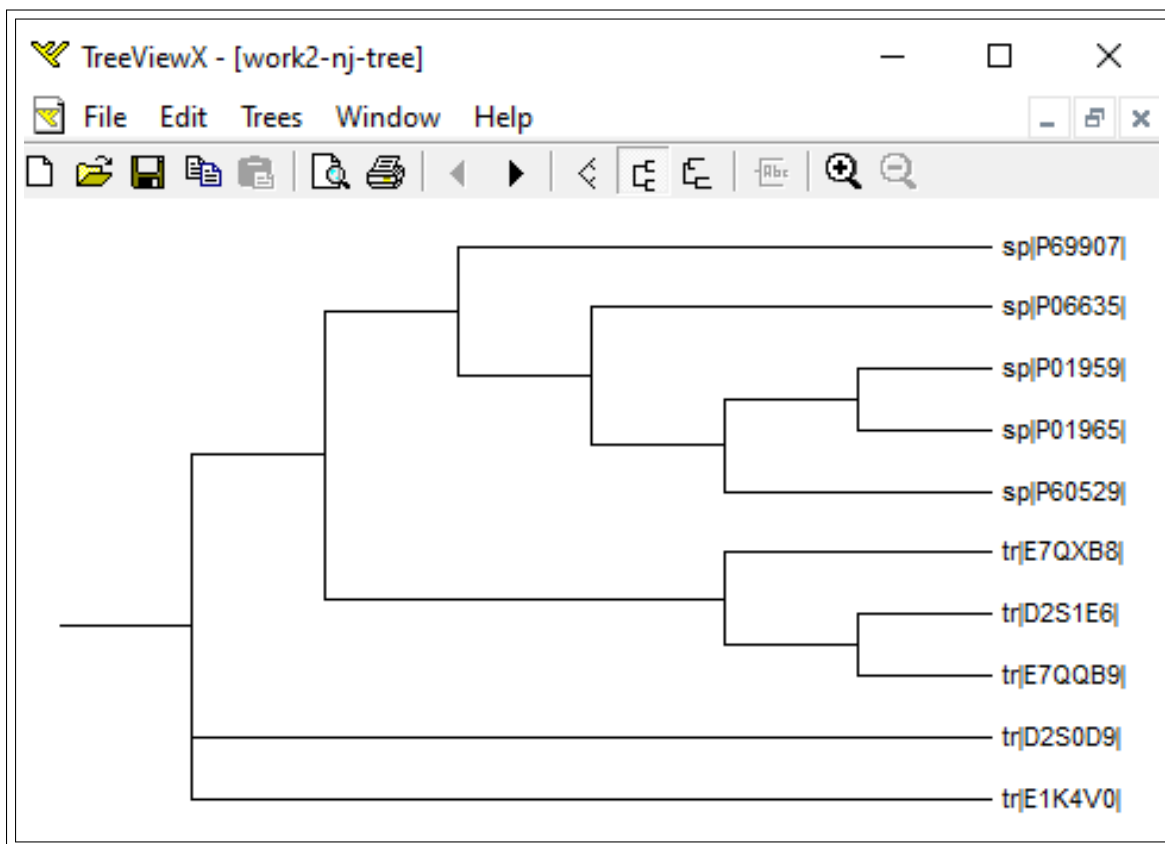 TreeViewX - [work2-nj-tree]
File Edit Trees Window Help
Abc
sp|P69907|
sp|P06635|
sp|P01959|
sp|P01965|
sp|P60529|
tr|E7QXB8|
tr|D2S1E6|
tr|E7QQB9|
tr|D2S0D9|
tr|E1K4V0|